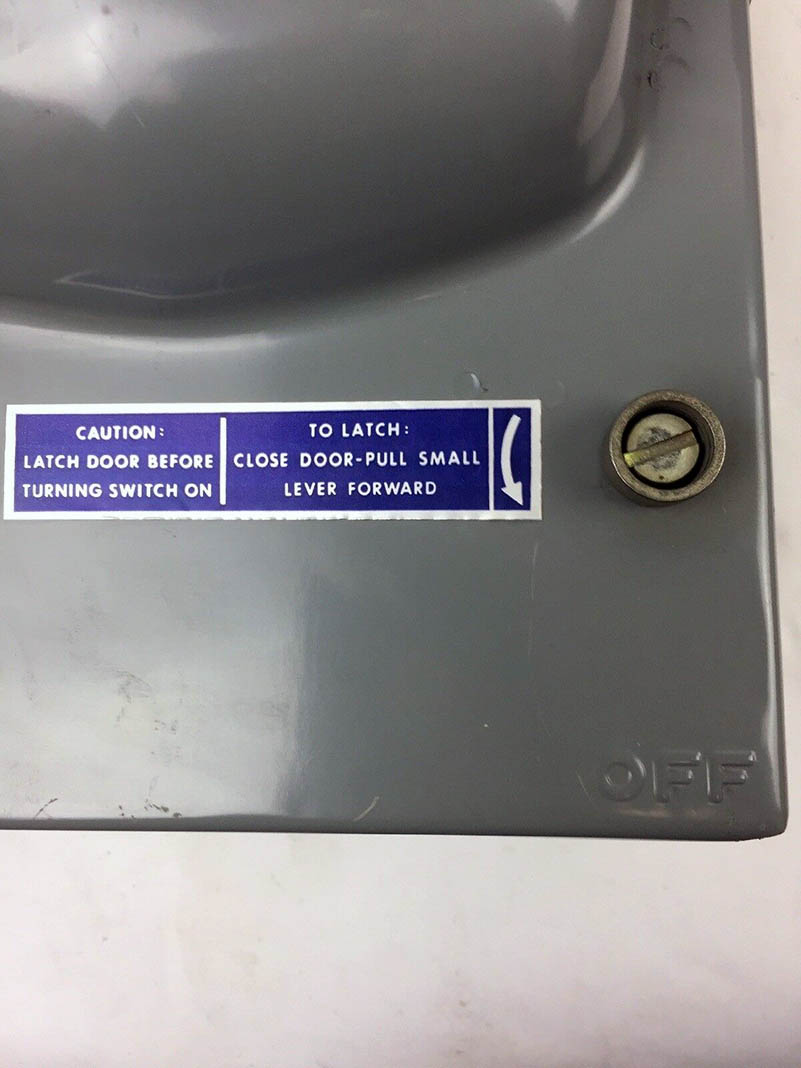 CAUTION:
LATCH DOOR BEFORE
TURNING SWITCH ON
TO LATCH:
CLOSE DOOR-PULL SMALL
LEVER FORWARD
OFF